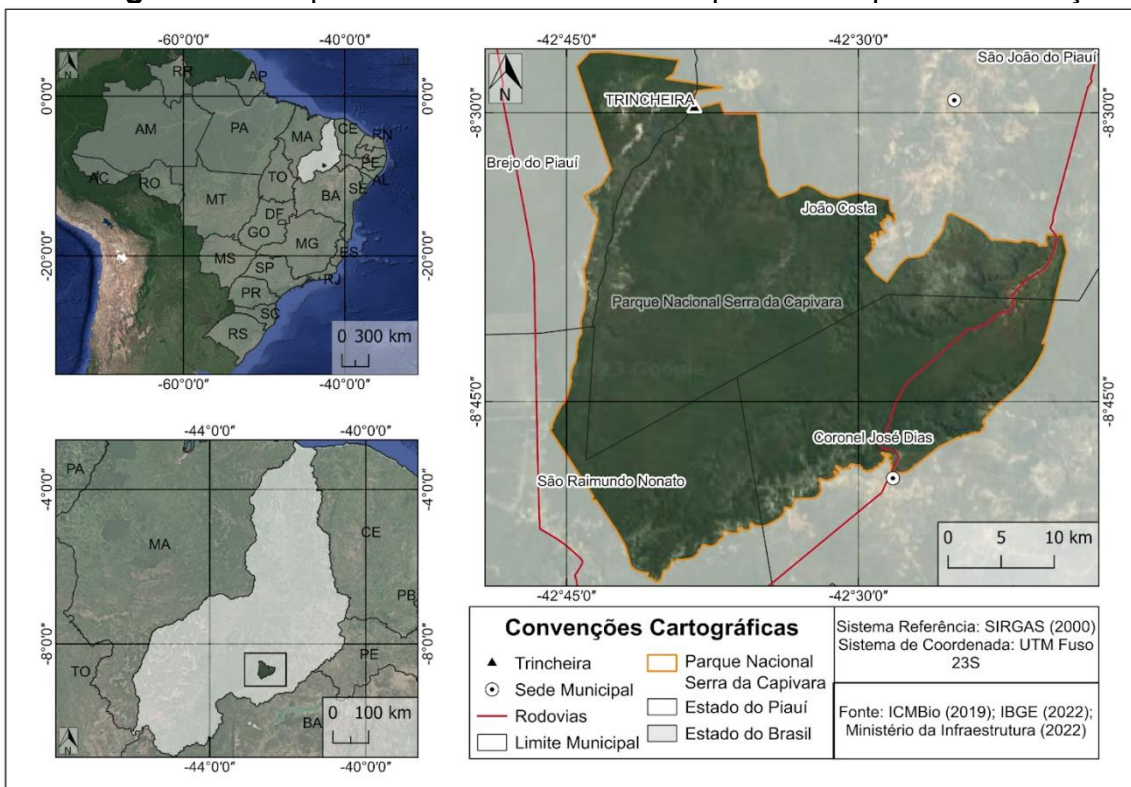 -60°0'0" -40°0'0"
0°0'0"
-20°0'0"
RR
AP
AM
PA
MA
CE
RN
PE
AL
SE
AC
RO
TO
BA
MT
DF
GO
MG
ES
MS
SP
RJ
PR
SC
RS
N
0 300 km
0°0'0"
-20°0'0"
-60°0'0" -40°0'0"
-44°0'0" -40°0'0"
-4°0'0"
-8°0'0"
PA
MA
CE
PB
PE
TO
BA
N
0 100 km
-4°0'0"
-8°0'0"
-44°0'0" -40°0'0"
-42°45'0" -42°30'0"
N
São João do Piauí
TRINCHEIRA
-8°30'0"
-8°30'0"
Brejo do Piauí
João Costa
Parque Nacional Serra da Capivara
-8°45'0"
-8°45'0"
Coronel José Dias
São Raimundo Nonato
0 5 10 km
-42°45'0" -42°30'0"
Convenções Cartográficas
Trincheira
Sede Municipal
Rodovias
Limite Municipal
Parque Nacional
Serra da Capivara
Estado do Piauí
Estado do Brasil
Sistema Referência: SIRGAS (2000)
Sistema de Coordenada: UTM Fuso
23S
Fonte: ICMBio (2019); IBGE (2022);
Ministério da Infraestrutura (2022)